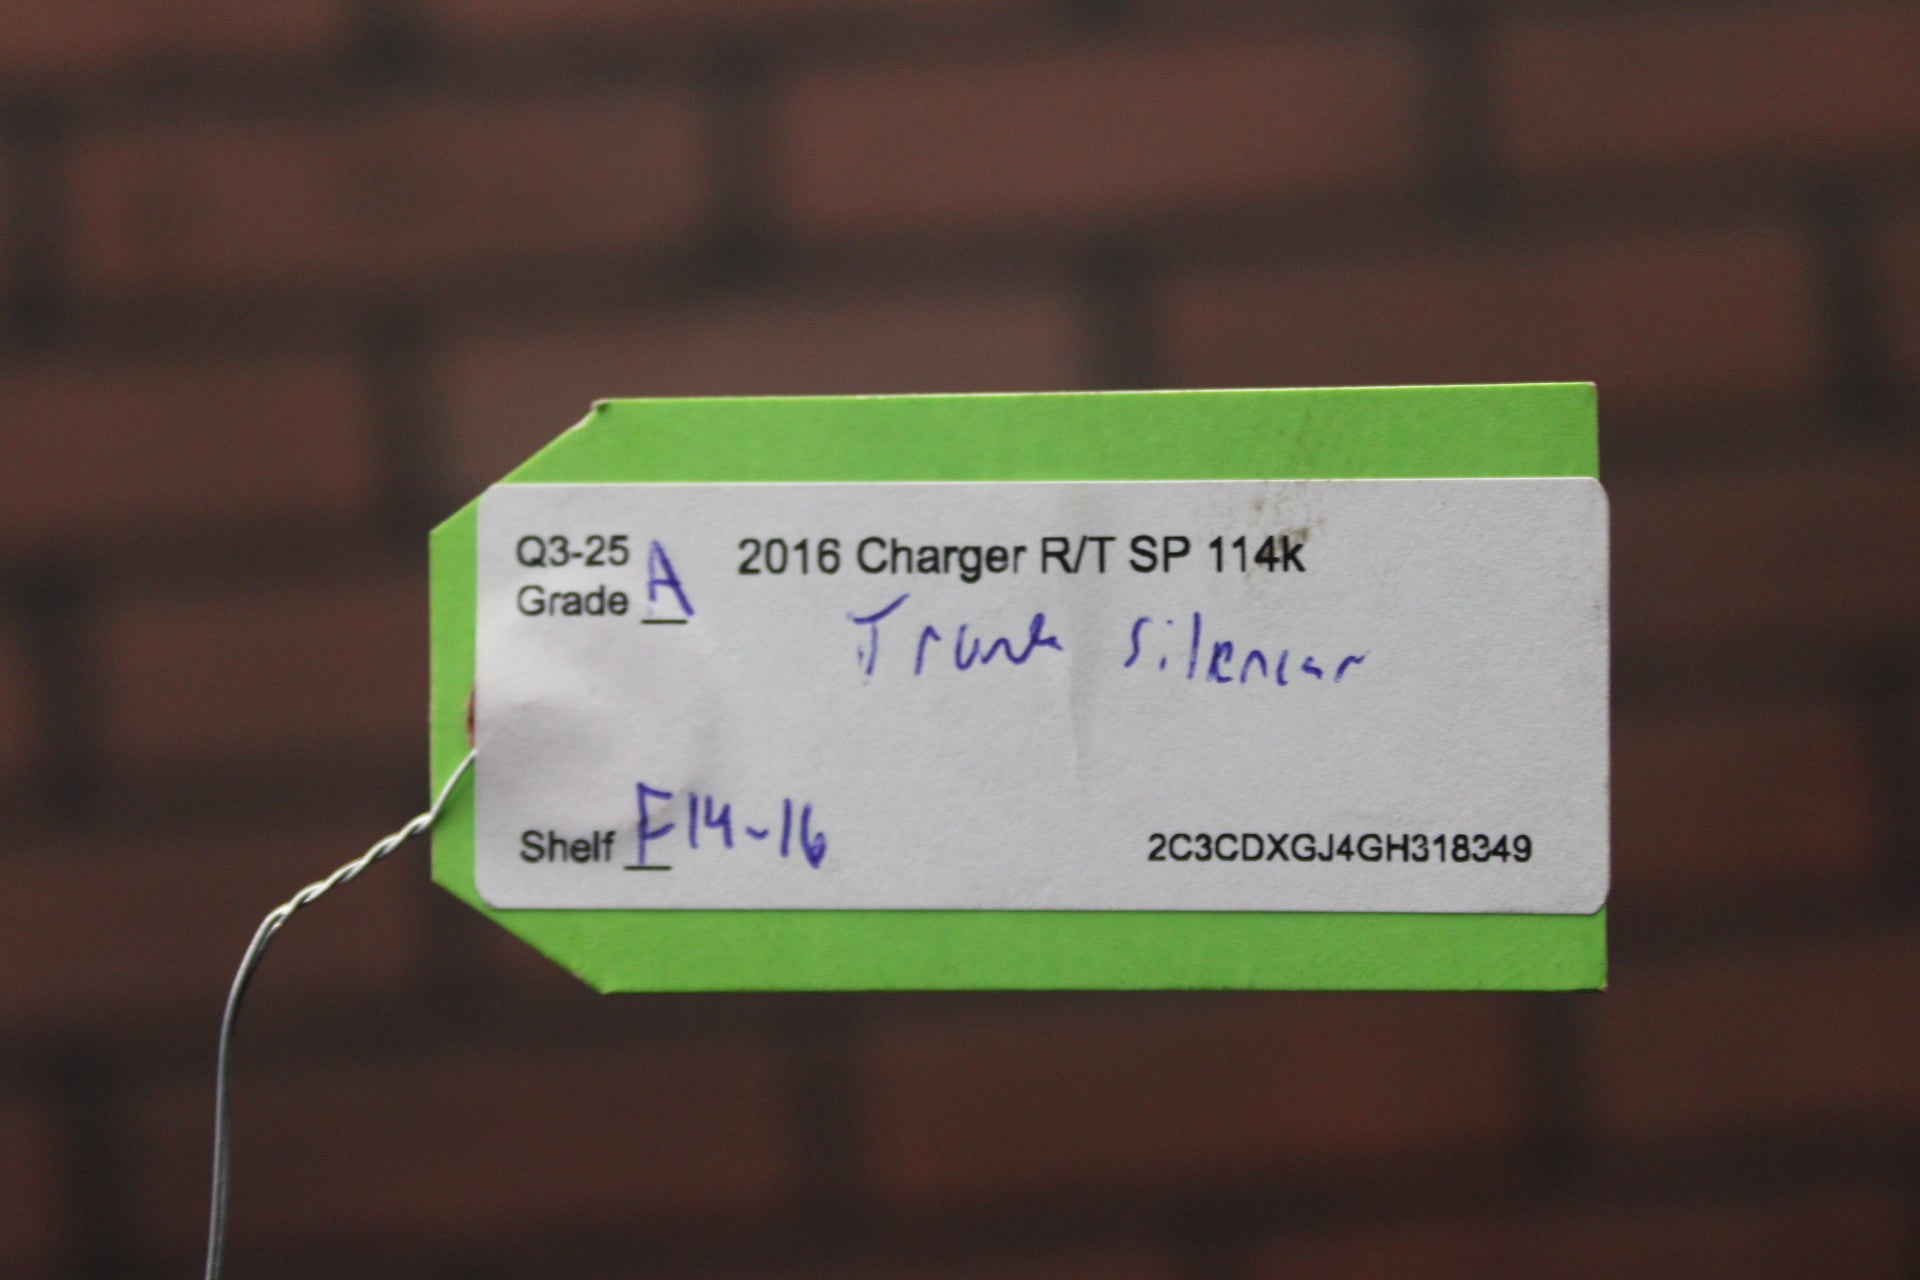 Q3-25
Grade A
2016 Charger R/T SP 114k
Trunk Silencer
Shelf F14-16
2C3CDXGJ4GH318349